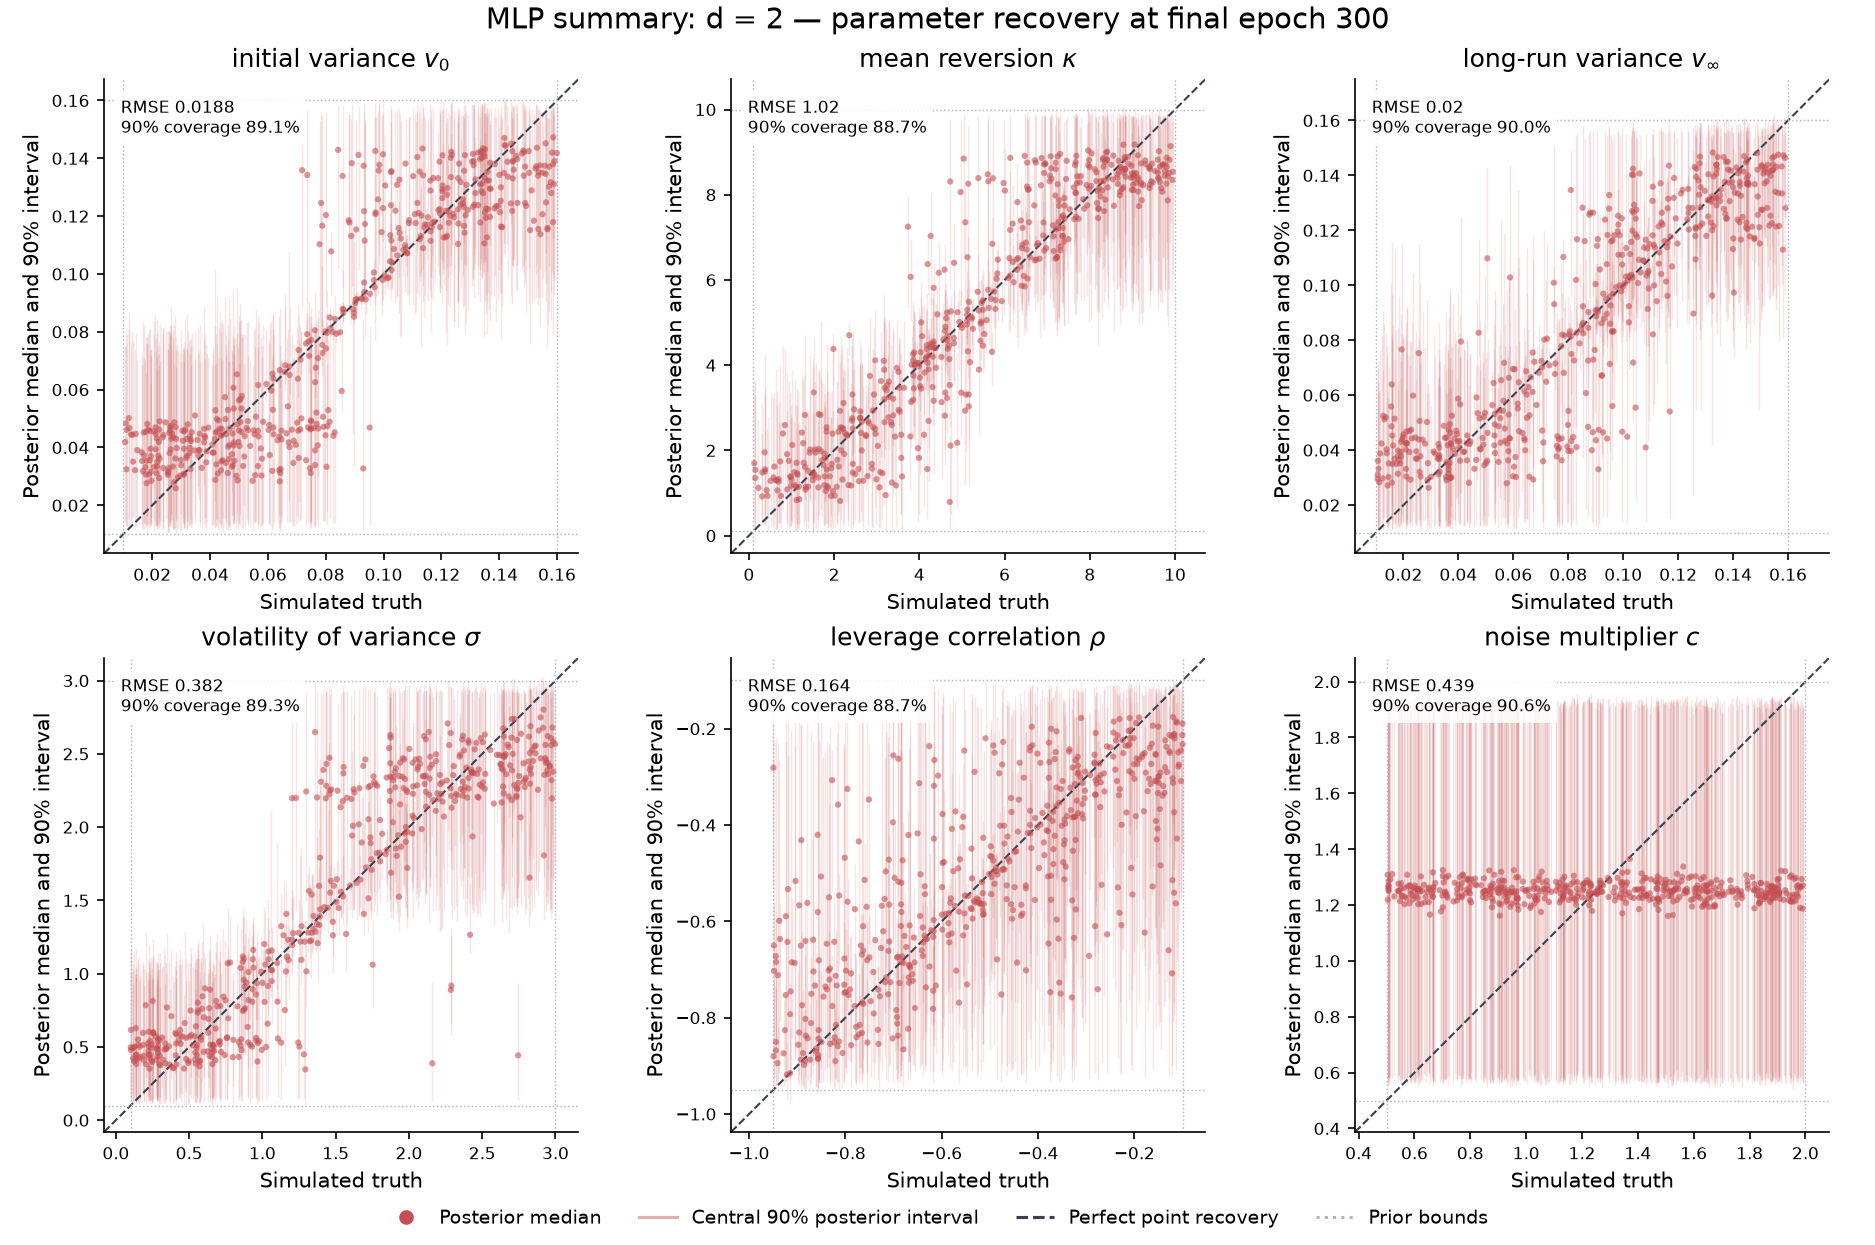 MLP summary: d = 2 — parameter recovery at final epoch 300
initial variance v₀
RMSE 0.0188
90% coverage 89.1%
Posterior median and 90% interval
0.16
0.14
0.12
0.10
0.08
0.06
0.04
0.02
0.02 0.04 0.06 0.08 0.10 0.12 0.14 0.16
Simulated truth
mean reversion κ
RMSE 1.02
90% coverage 88.7%
Posterior median and 90% interval
10
8
6
4
2
0
0 2 4 6 8 10
Simulated truth
long-run variance v∞
RMSE 0.02
90% coverage 90.0%
Posterior median and 90% interval
0.16
0.14
0.12
0.10
0.08
0.06
0.04
0.02
0.02 0.04 0.06 0.08 0.10 0.12 0.14 0.16
Simulated truth
volatility of variance σ
RMSE 0.382
90% coverage 89.3%
Posterior median and 90% interval
3.0
2.5
2.0
1.5
1.0
0.5
0.0
0.0 0.5 1.0 1.5 2.0 2.5 3.0
Simulated truth
leverage correlation ρ
RMSE 0.164
90% coverage 88.7%
Posterior median and 90% interval
−0.2
−0.4
−0.6
−0.8
−1.0
−1.0 −0.8 −0.6 −0.4 −0.2
Simulated truth
noise multiplier c
RMSE 0.439
90% coverage 90.6%
Posterior median and 90% interval
2.0
1.8
1.6
1.4
1.2
1.0
0.8
0.6
0.4
0.4 0.6 0.8 1.0 1.2 1.4 1.6 1.8 2.0
Simulated truth
Posterior median Central 90% posterior interval Perfect point recovery Prior bounds